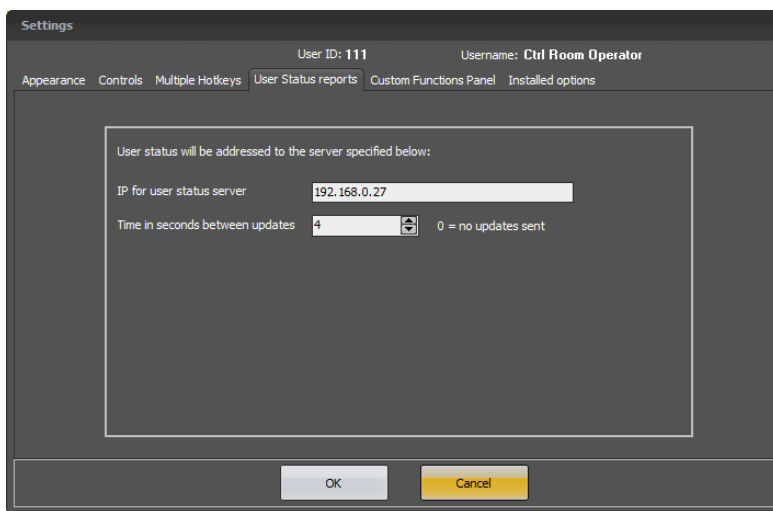 Settings
User ID: 111 Username: Ctrl Room Operator
Appearance Controls Multiple Hotkeys User Status reports Custom Functions Panel Installed options
User status will be addressed to the server specified below:
IP for user status server 192.168.0.27
Time in seconds between updates 4 0 = no updates sent
OK Cancel